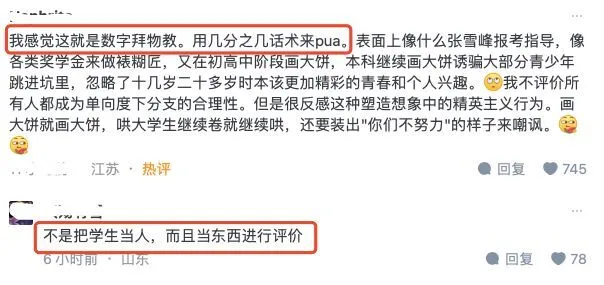 我感觉这就是数字拜物教。用几分之几话术来pua。表面上像什么张雪峰报考指导，像
各类奖学金来做裱糊匠，又在初高中阶段画大饼，本科继续画大饼诱骗大部分青少年
跳进坑里，忽略了十几岁二十多岁时本该更加精彩的青春和个人兴趣。🙄我不评价所
有人都成为单向度下分支的合理性。但是很反感这种塑造想象中的精英主义行为。画
大饼就画大饼，哄大学生继续卷就继续哄，还要装出"你们不努力"的样子来嘲讽。🙄
🙄
江苏 · 热评
回复 745
不是把学生当人，而且当东西进行评价
6 小时前 · 山东
回复 78